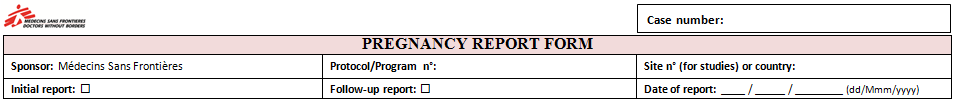 MEDECINS SANS FRONTIERES
DOCTORS WITHOUT BORDERS
Case number:
PREGNANCY REPORT FORM
Sponsor: Médecins Sans Frontières Protocol/Program n°: Site n° (for studies) or country:
Initial report: ☐ Follow-up report: ☐ Date of report: ____ / _____ / ________ (dd/Mmm/yyyy)